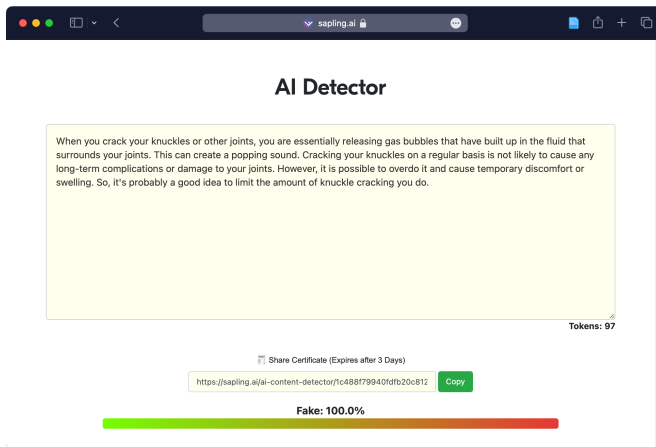 sapling.ai
AI Detector
When you crack your knuckles or other joints, you are essentially releasing gas bubbles that have built up in the fluid that
surrounds your joints. This can create a popping sound. Cracking your knuckles on a regular basis is not likely to cause any
long-term complications or damage to your joints. However, it is possible to overdo it and cause temporary discomfort or
swelling. So, it's probably a good idea to limit the amount of knuckle cracking you do.
Tokens: 97
Share Certificate (Expires after 3 Days)
https://sapling.ai/ai-content-detector/1c488f79940fdfb20c812
Copy
Fake: 100.0%